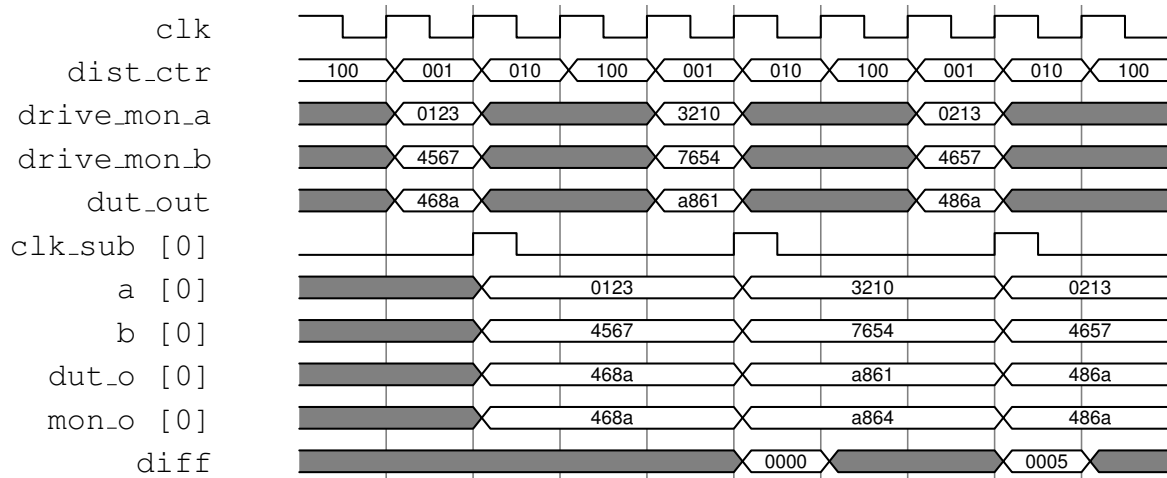 clk
dist_ctr 100 001 010 100 001 010 100 001 010 100
drive_mon_a 0123 3210 0213
drive_mon_b 4567 7654 4657
dut_out 468a a861 486a
clk_sub [0]
a [0] 0123 3210 0213
b [0] 4567 7654 4657
dut_o [0] 468a a861 486a
mon_o [0] 468a a864 486a
diff 0000 0005